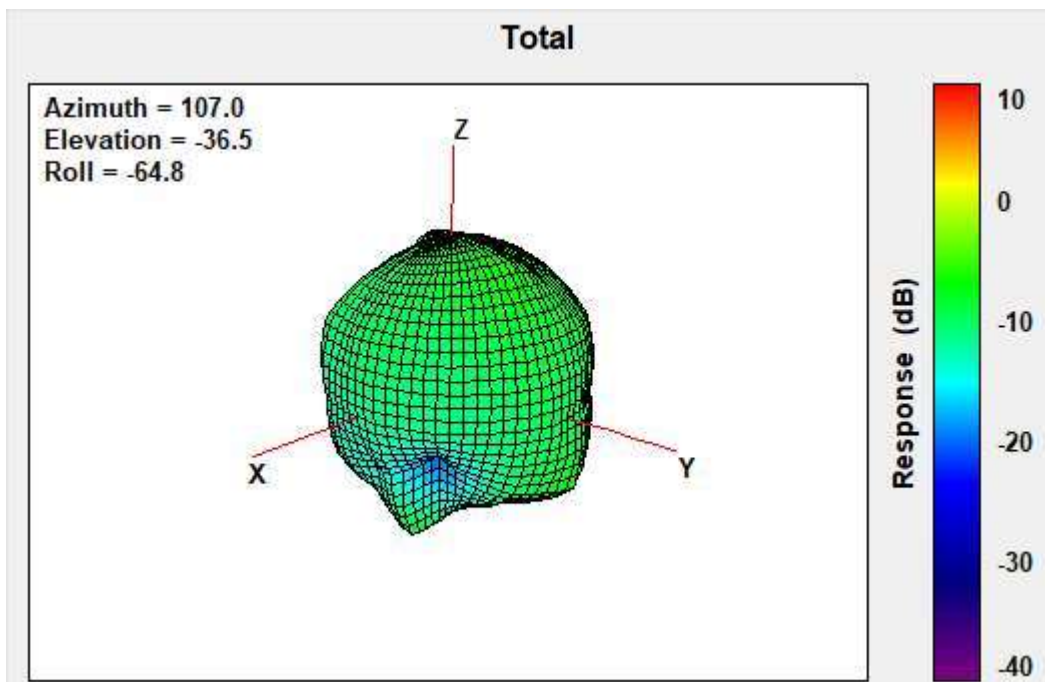 Total
Azimuth = 107.0
Elevation = -36.5
Roll = -64.8
Z
X
Y
Response (dB)
10
0
-10
-20
-30
-40